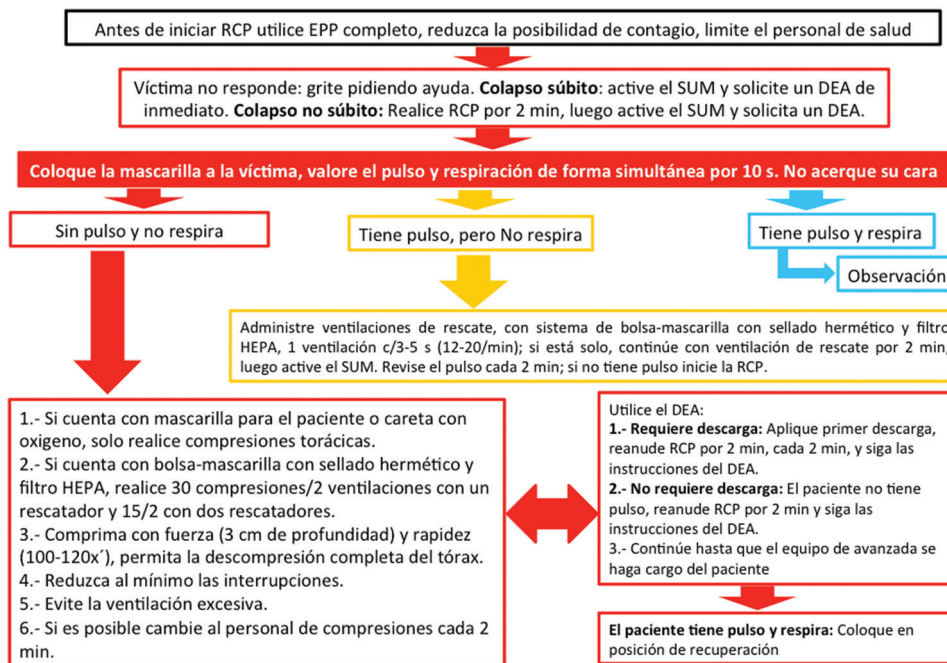 Antes de iniciar RCP utilice EPP completo, reduzca la posibilidad de contagio, limite el personal de salud
Víctima no responde: grite pidiendo ayuda. Colapso súbito: active el SUM y solicite un DEA de
inmediato. Colapso no súbito: Realice RCP por 2 min, luego active el SUM y solicita un DEA.
Coloque la mascarilla a la víctima, valore el pulso y respiración de forma simultánea por 10 s. No acerque su cara
Sin pulso y no respira
Tiene pulso, pero No respira
Tiene pulso y respira
Observación
Administre ventilaciones de rescate, con sistema de bolsa-mascarilla con sellado hermético y filtro
HEPA, 1 ventilación c/3-5 s (12-20/min); si está solo, continúe con ventilación de rescate por 2 min,
luego active el SUM. Revise el pulso cada 2 min; si no tiene pulso inicie la RCP.
1.- Si cuenta con mascarilla para el paciente o careta con
oxigeno, solo realice compresiones torácicas.
2.- Si cuenta con bolsa-mascarilla con sellado hermético y
filtro HEPA, realice 30 compresiones/2 ventilaciones con un
rescatador y 15/2 con dos rescatadores.
3.- Comprima con fuerza (3 cm de profundidad) y rapidez
(100-120x´), permita la descompresión completa del tórax.
4.- Reduzca al mínimo las interrupciones.
5.- Evite la ventilación excesiva.
6.- Si es posible cambie al personal de compresiones cada 2
min.
Utilice el DEA:
1.- Requiere descarga: Aplique primer descarga,
reanude RCP por 2 min, cada 2 min, y siga las
instrucciones del DEA.
2.- No requiere descarga: El paciente no tiene
pulso, reanude RCP por 2 min y siga las
instrucciones del DEA.
3.- Continúe hasta que el equipo de avanzada se
haga cargo del paciente
El paciente tiene pulso y respira: Coloque en
posición de recuperación